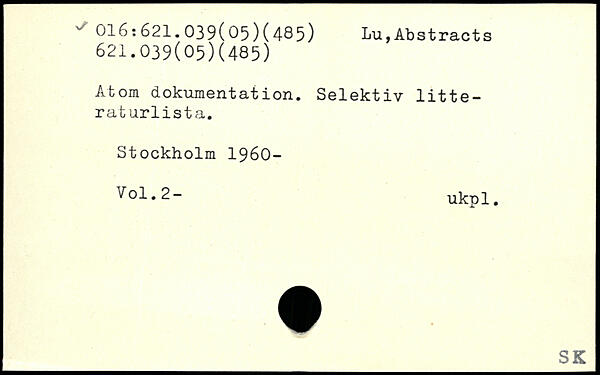 016:621.039(05)(485) Lu,Abstracts
621.039(05)(485)
Atom dokumentation. Selektiv litte-
raturlista.
Stockholm 1960-
Vol.2- ukpl.
SK